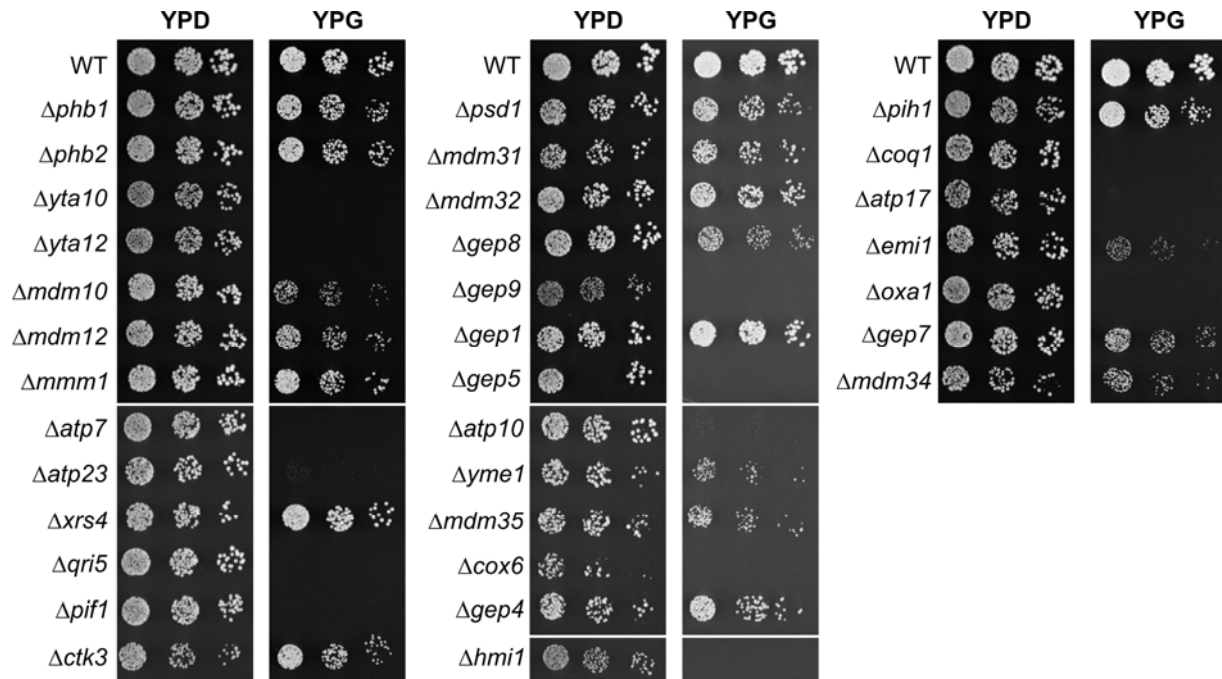 YPD YPG
WT
Δphb1
Δphb2
Δyta10
Δyta12
Δmdm10
Δmdm12
Δmmm1
Δatp7
Δatp23
Δxrs4
Δqri5
Δpif1
Δctk3
YPD YPG
WT
Δpsd1
Δmdm31
Δmdm32
Δgep8
Δgep9
Δgep1
Δgep5
Δatp10
Δyme1
Δmdm35
Δcox6
Δgep4
Δhmi1
YPD YPG
WT
Δpih1
Δcoq1
Δatp17
Δemi1
Δoxa1
Δgep7
Δmdm34